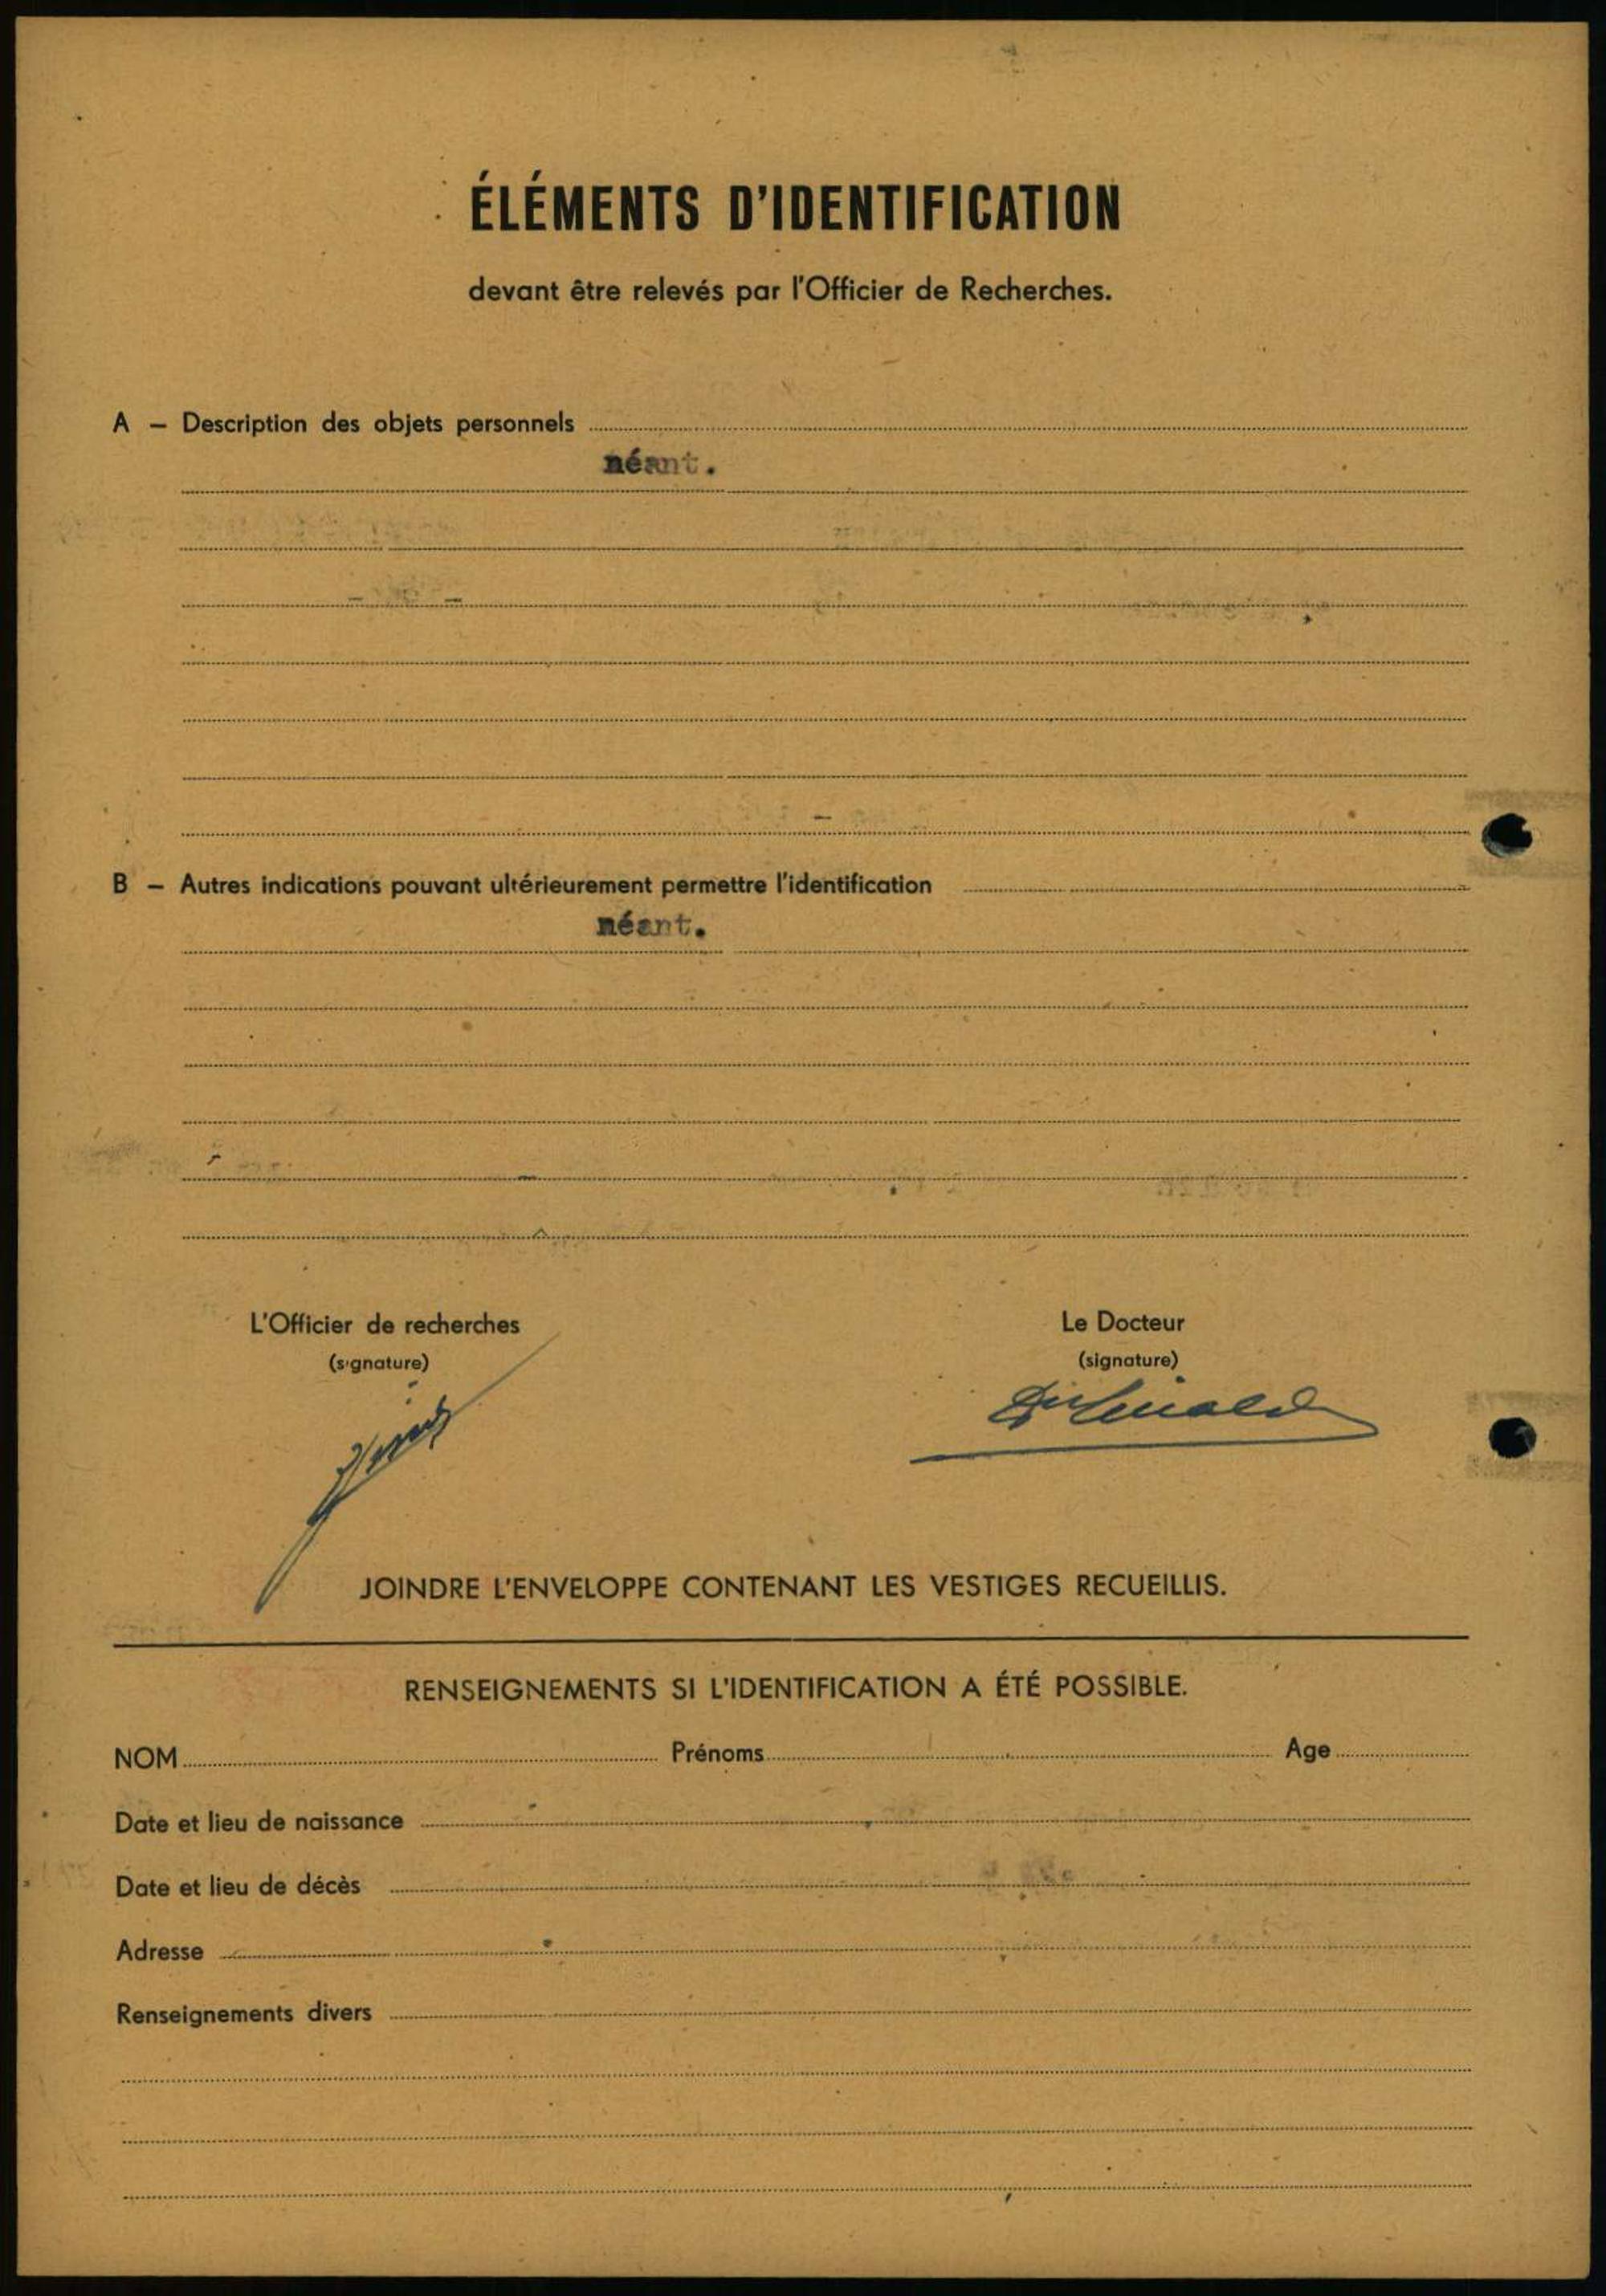 ÉLÉMENTS D'IDENTIFICATION
devant être relevés par l'Officier de Recherches.
A — Description des objets personnels
néant.
B — Autres indications pouvant ultérieurement permettre l'identification
néant.
L'Officier de recherches
(signature)
Le Docteur
(signature)
JOINDRE L'ENVELOPPE CONTENANT LES VESTIGES RECUEILLIS.
RENSEIGNEMENTS SI L'IDENTIFICATION A ÉTÉ POSSIBLE.
NOM Prénoms Age
Date et lieu de naissance
Date et lieu de décès
Adresse
Renseignements divers